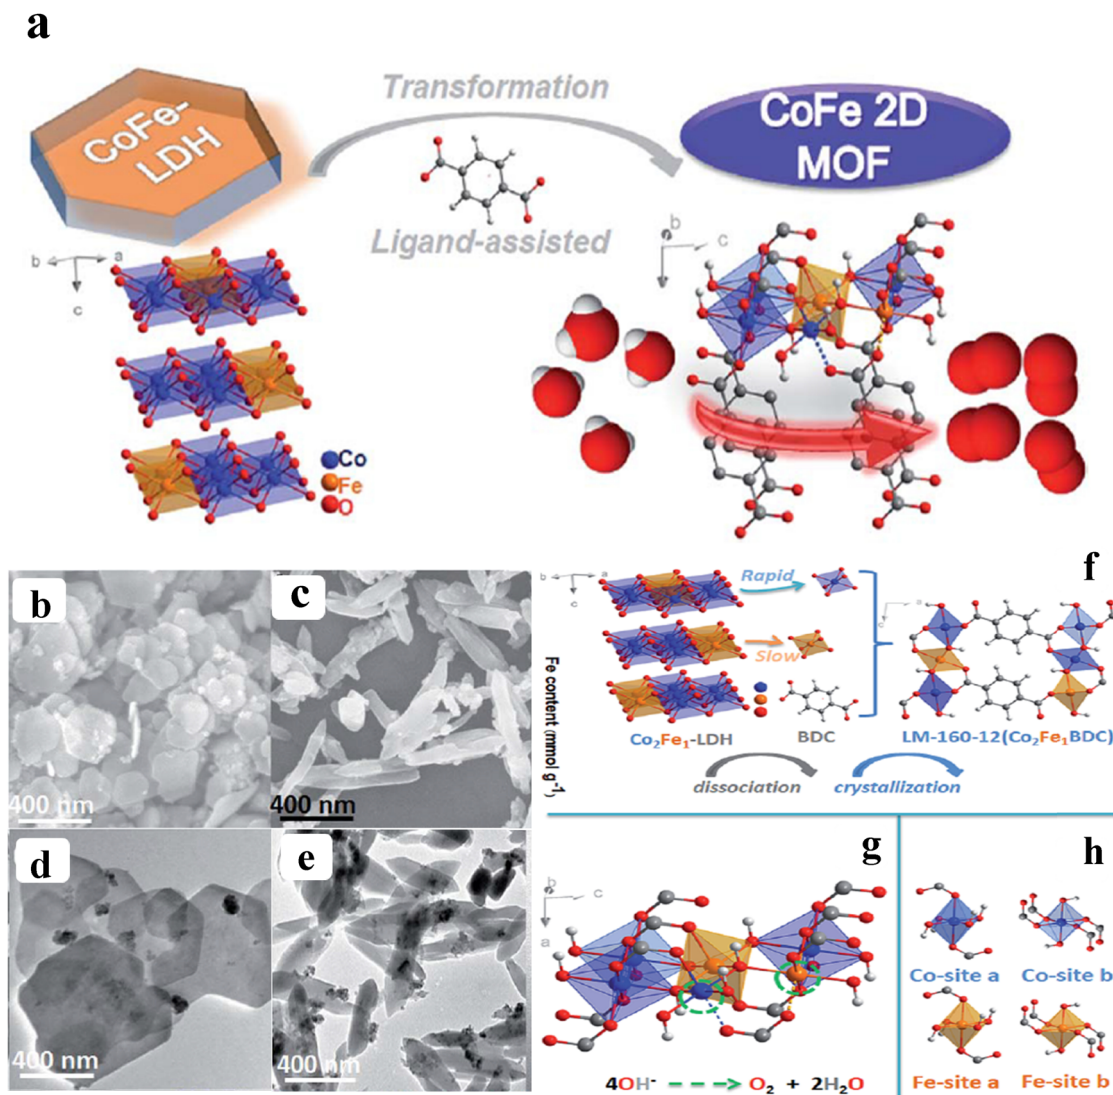 a
CoFe-
LDH
Transformation
Ligand-assisted
CoFe 2D
MOF
b
a
c
b
c
Co
Fe
O
b
400 nm
c
400 nm
d
400 nm
e
400 nm
f
b
a
c
Rapid
Slow
Fe content (mmol g⁻¹)
Co₂Fe₁-LDH
BDC
a
c
LM-160-12(Co₂Fe₁BDC)
dissociation
crystallization
g
b
c
a
4OH⁻ O₂ + 2H₂O
h
Co-site a
Co-site b
Fe-site a
Fe-site b